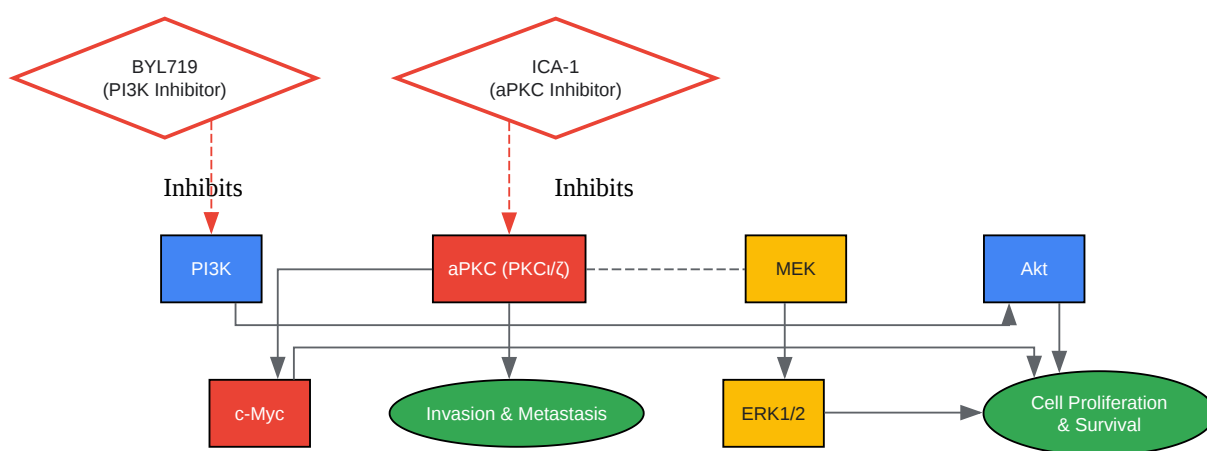 BYL719
(PI3K Inhibitor)
ICA-1
(aPKC Inhibitor)
Inhibits
Inhibits
PI3K
aPKC (PKCι/ζ)
MEK
Akt
c-Myc
Invasion & Metastasis
ERK1/2
Cell Proliferation
& Survival